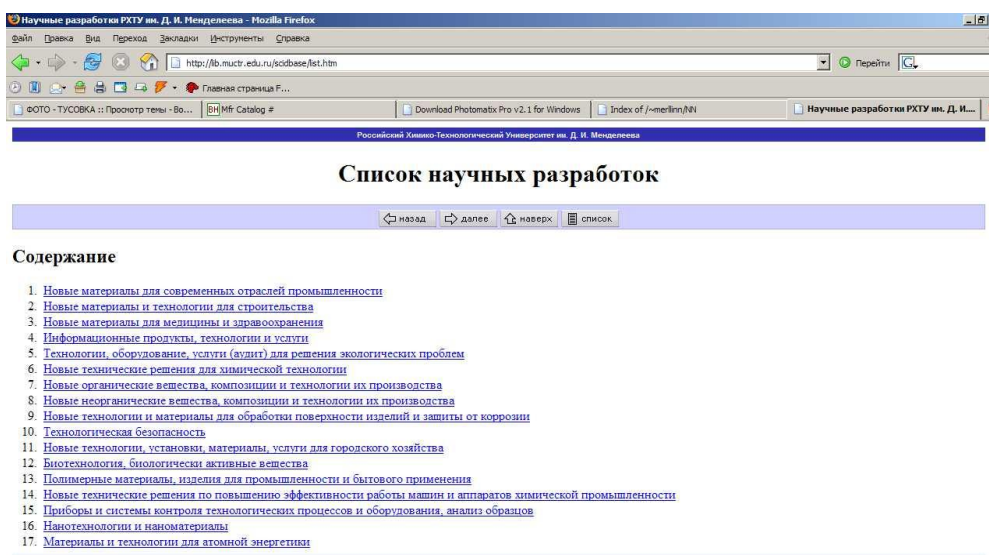 Научные разработки РХТУ им. Д. И. Менделеева - Mozilla Firefox
Файл Правка Вид Переход Закладки Инструменты Справка
http://lib.muctr.edu.ru/scidbase/list.htm Перейти G
Главная страница F...
ФОТО - ТУСОВКА :: Просмотр темы - Во... BH Mfr Catalog # Download Photomatix Pro v2.1 for Windows Index of /~merllinn/NN Научные разработки РХТУ им. Д. И....
Российский Химико-Технологический Университет им. Д. И. Менделеева
Список научных разработок
назад далее наверх список
Содержание
1. Новые материалы для современных отраслей промышленности
2. Новые материалы и технологии для строительства
3. Новые материалы для медицины и здравоохранения
4. Информационные продукты, технологии и услуги
5. Технологии, оборудование, услуги (аудит) для решения экологических проблем
6. Новые технические решения для химической технологии
7. Новые органические вещества, композиции и технологии их производства
8. Новые неорганические вещества, композиции и технологии их производства
9. Новые технологии и материалы для обработки поверхности изделий и защиты от коррозии
10. Технологическая безопасность
11. Новые технологии, установки, материалы, услуги для городского хозяйства
12. Биотехнология, биологически активные вещества
13. Полимерные материалы, изделия для промышленности и бытового применения
14. Новые технические решения по повышению эффективности работы машин и аппаратов химической промышленности
15. Приборы и системы контроля технологических процессов и оборудования, анализ образцов
16. Нанотехнологии и наноматериалы
17. Материалы и технологии для атомной энергетики